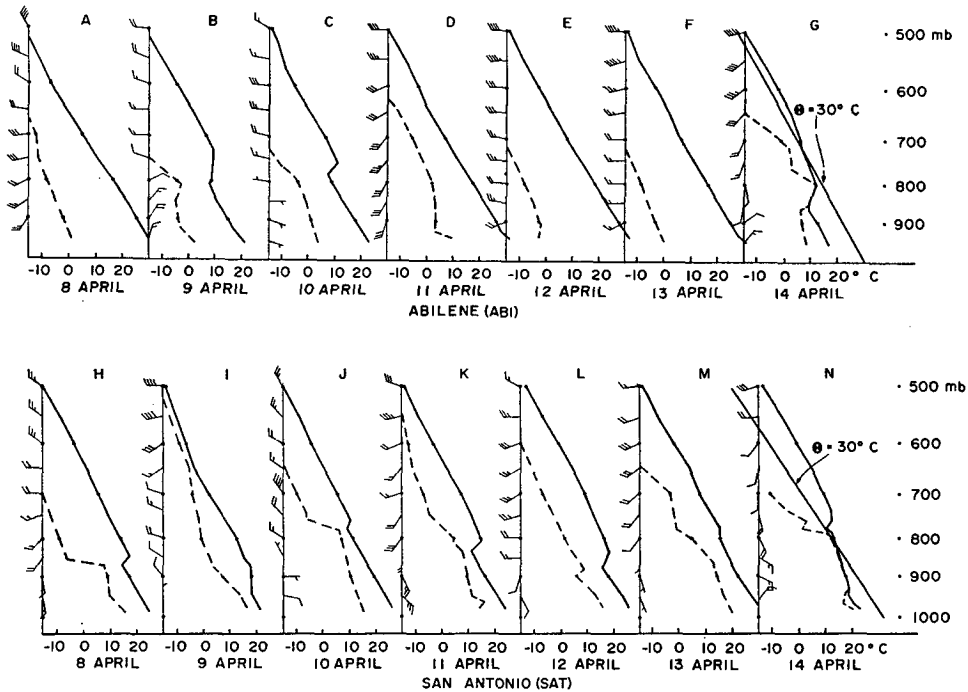 A B C D E F G
500 mb
600
Θ=30° C
700
800
900
-10 0 10 20 -10 0 10 20 -10 0 10 20 -10 0 10 20 -10 0 10 20 -10 0 10 20 -10 0 10 20° C
8 APRIL 9 APRIL 10 APRIL 11 APRIL 12 APRIL 13 APRIL 14 APRIL
ABILENE (ABI)
H I J K L M N
500 mb
600
Θ=30° C
700
800
900
1000
-10 0 10 20 -10 0 10 20 -10 0 10 20 -10 0 10 20 -10 0 10 20 -10 0 10 20 -10 0 10 20° C
8 APRIL 9 APRIL 10 APRIL 11 APRIL 12 APRIL 13 APRIL 14 APRIL
SAN ANTONIO (SAT)